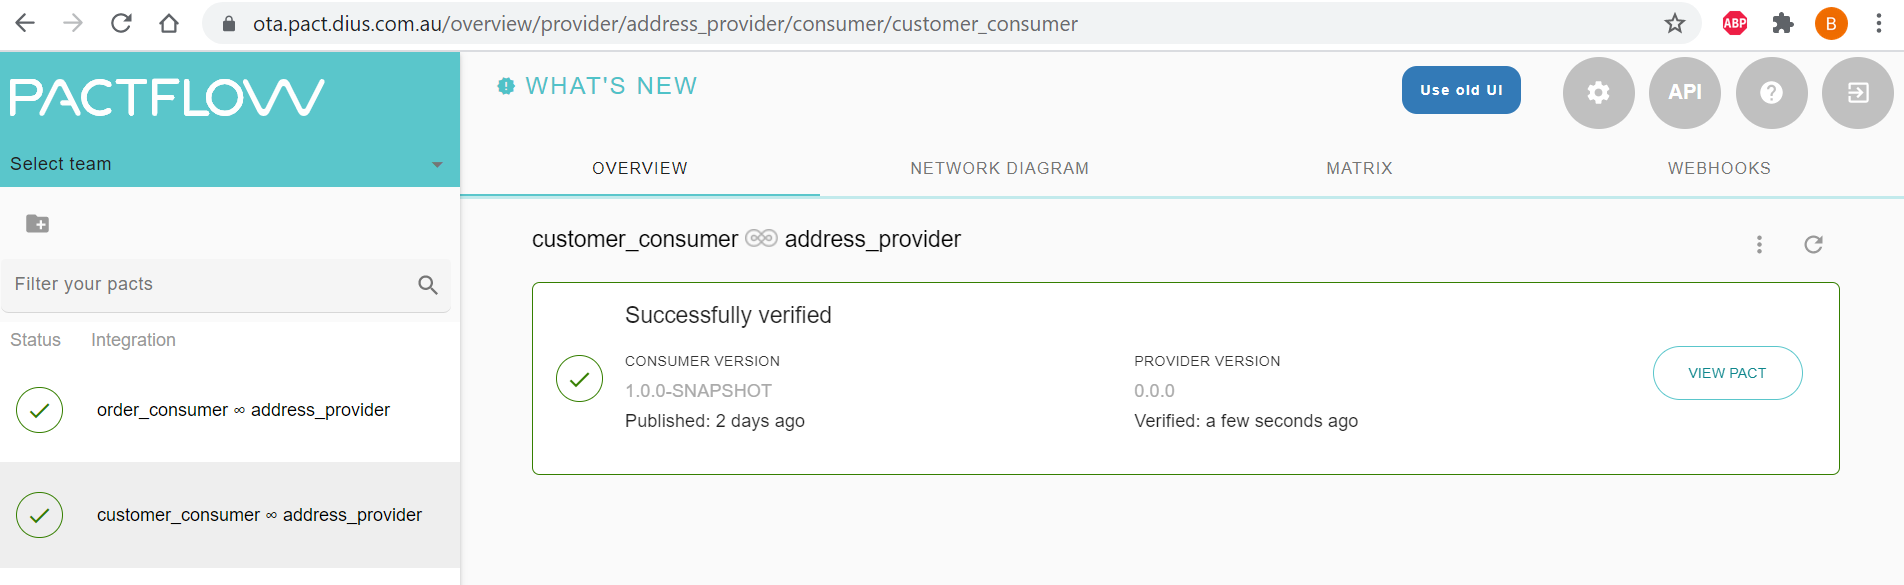 ota.pact.dius.com.au/overview/provider/address_provider/consumer/customer_consumer
ABP
B
PACTFLOW
Select team
Filter your pacts
Status Integration
order_consumer ∞ address_provider
customer_consumer ∞ address_provider
WHAT'S NEW
Use old UI
API
OVERVIEW NETWORK DIAGRAM MATRIX WEBHOOKS
customer_consumer address_provider
Successfully verified
CONSUMER VERSION PROVIDER VERSION
1.0.0-SNAPSHOT 0.0.0
Published: 2 days ago Verified: a few seconds ago
VIEW PACT